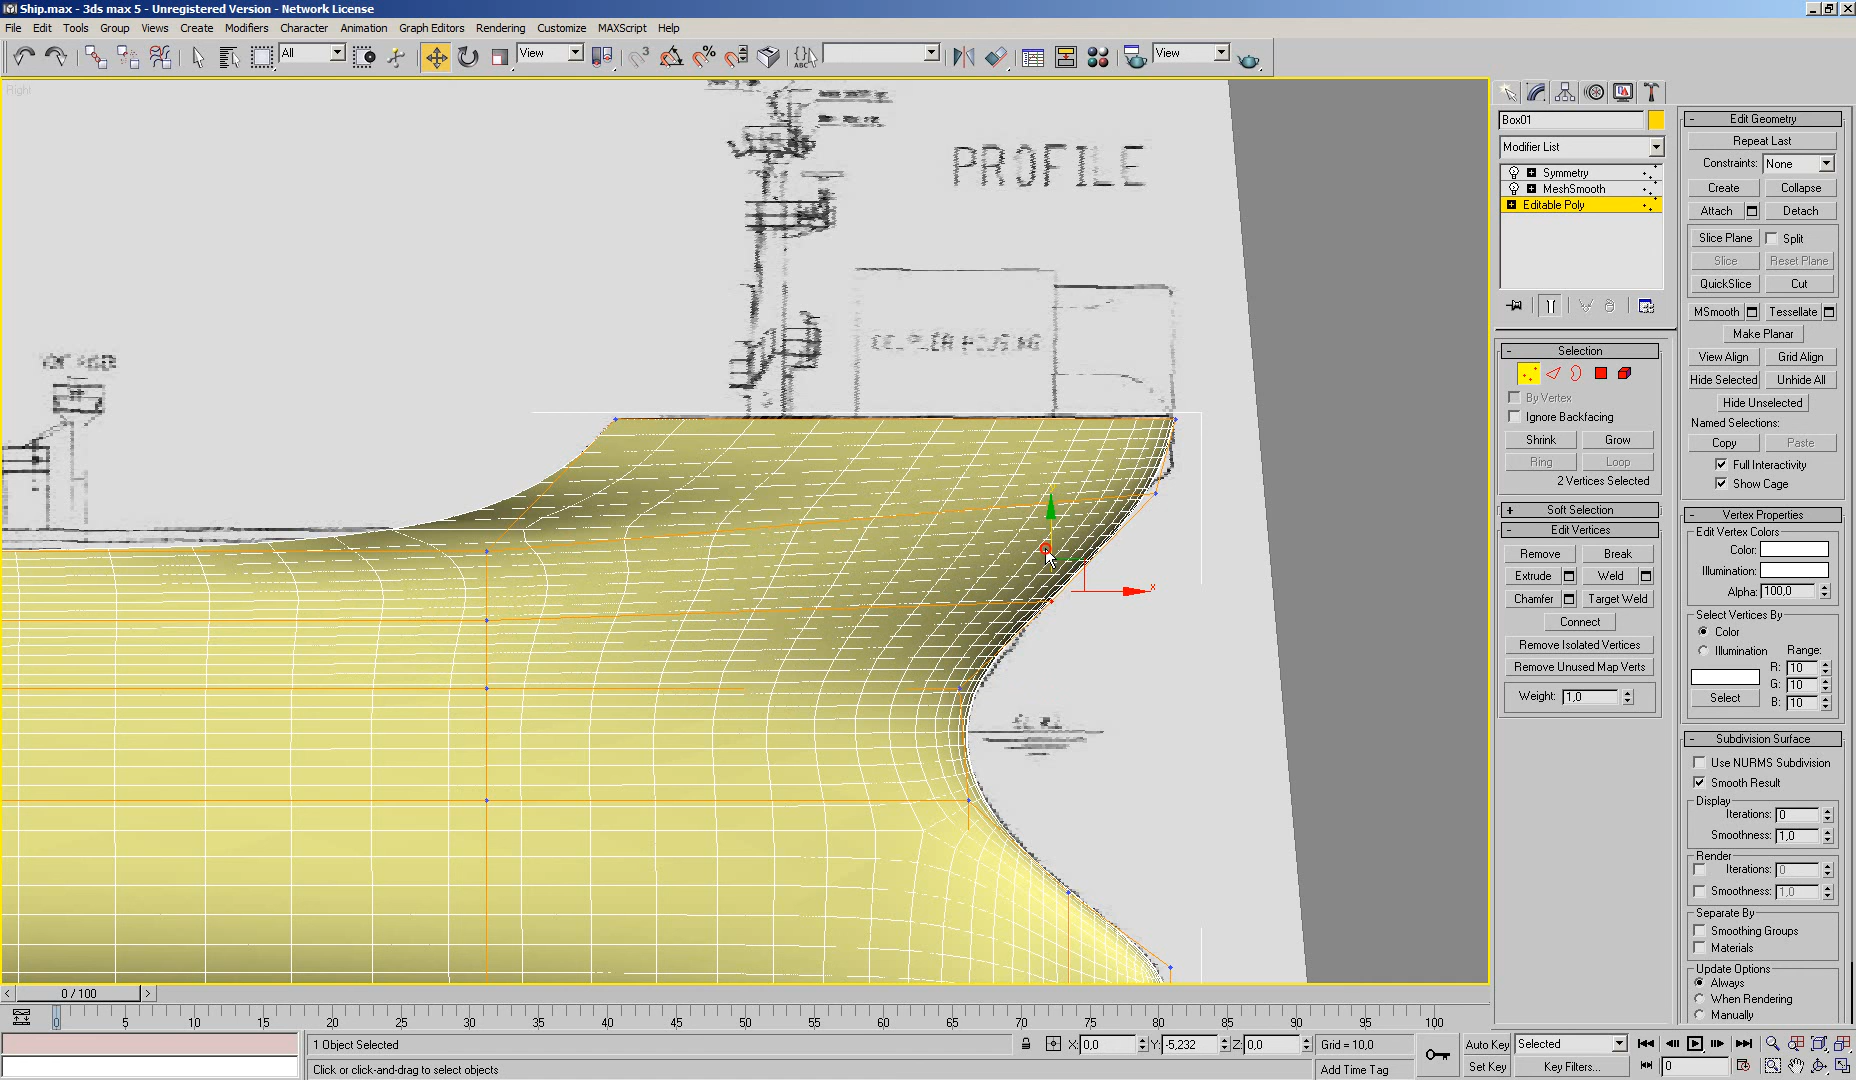 Ship.max - 3ds max 5 - Unregistered Version - Network License
File Edit Tools Group Views Create Modifiers Character Animation Graph Editors Rendering Customize MAXScript Help
All View View
Right
PROFILE
Box01
Modifier List
Symmetry
MeshSmooth
Editable Poly
Selection
By Vertex
Ignore Backfacing
Shrink Grow
Ring Loop
2 Vertices Selected
Soft Selection
Edit Vertices
Remove Break
Extrude Weld
Chamfer Target Weld
Connect
Remove Isolated Vertices
Remove Unused Map Verts
Weight: 1,0
Edit Geometry
Repeat Last
Constraints: None
Create Collapse
Attach Detach
Slice Plane Split
Slice Reset Plane
QuickSlice Cut
MSmooth Tessellate
Make Planar
View Align Grid Align
Hide Selected Unhide All
Hide Unselected
Named Selections:
Copy Paste
Full Interactivity
Show Cage
Vertex Properties
Edit Vertex Colors
Color:
Illumination:
Alpha: 100,0
Select Vertices By
Color
Illumination Range:
R: 10
G: 10
Select B: 10
Subdivision Surface
Use NURMS Subdivision
Smooth Result
Display
Iterations: 0
Smoothness: 1,0
Render
Iterations: 0
Smoothness: 1,0
Separate By
Smoothing Groups
Materials
Update Options
Always
When Rendering
Manually
x
0 / 100
0 5 10 15 20 25 30 35 40 45 50 55 60 65 70 75 80 85 90 95 100
1 Object Selected X: 0,0 Y: -5,232 Z: 0,0 Grid = 10,0 Auto Key Selected
Click or click-and-drag to select objects Add Time Tag Set Key Key Filters... 0